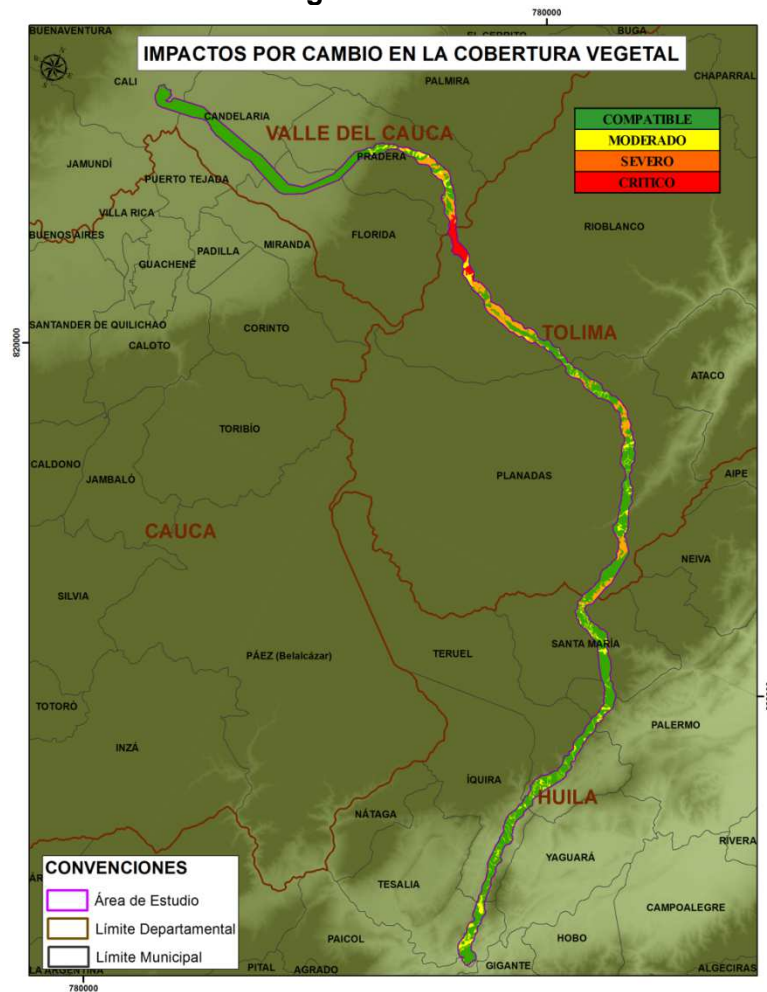 780000
BUENAVENTURA
BUGA
IMPACTOS POR CAMBIO EN LA COBERTURA VEGETAL
CALI
PALMIRA
CHAPARRAL
CANDELARIA
COMPATIBLE
MODERADO
SEVERO
CRITICO
VALLE DEL CAUCA
PRADERA
JAMUNDÍ
PUERTO TEJADA
VILLA RICA
RIOBLANCO
BUENOS AIRES
FLORIDA
MIRANDA
PADILLA
GUACHENÉ
SANTANDER DE QUILICHAO
CORINTO
TOLIMA
820000
CALOTO
ATACO
TORIBÍO
CALDONO
JAMBALÓ
PLANADAS
AIPE
CAUCA
NEIVA
SILVIA
SANTA MARÍA
TERUEL
PÁEZ (Belalcázar)
TOTORÓ
PALERMO
INZÁ
ÍQUIRA
HUILA
NÁTAGA
RIVERA
YAGUARÁ
CONVENCIONES
Área de Estudio
Límite Departamental
Límite Municipal
TESALIA
CAMPOALEGRE
PAICOL
HOBO
LA ARGENTINA
PITAL
AGRADO
GIGANTE
ALGECIRAS
780000